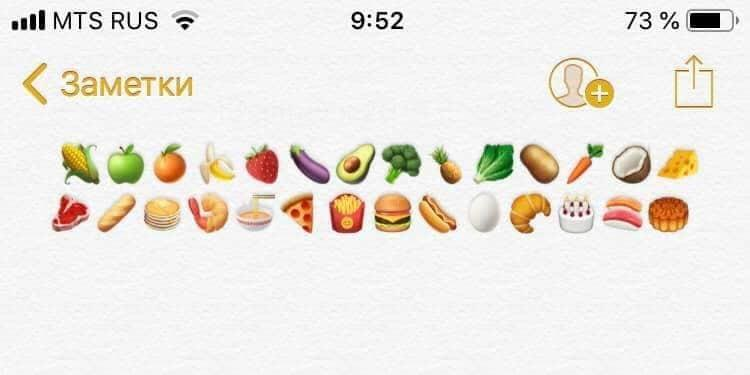 MTS RUS 9:52 73 %
Заметки
🌽🍏🍊🍌🍓🍆🥑🥦🍍🥬🥔🥕🥥🧀
🥩🥖🥞🍤🍜🍕🍟🍔🌭🥚🥐🎂🍣🥮